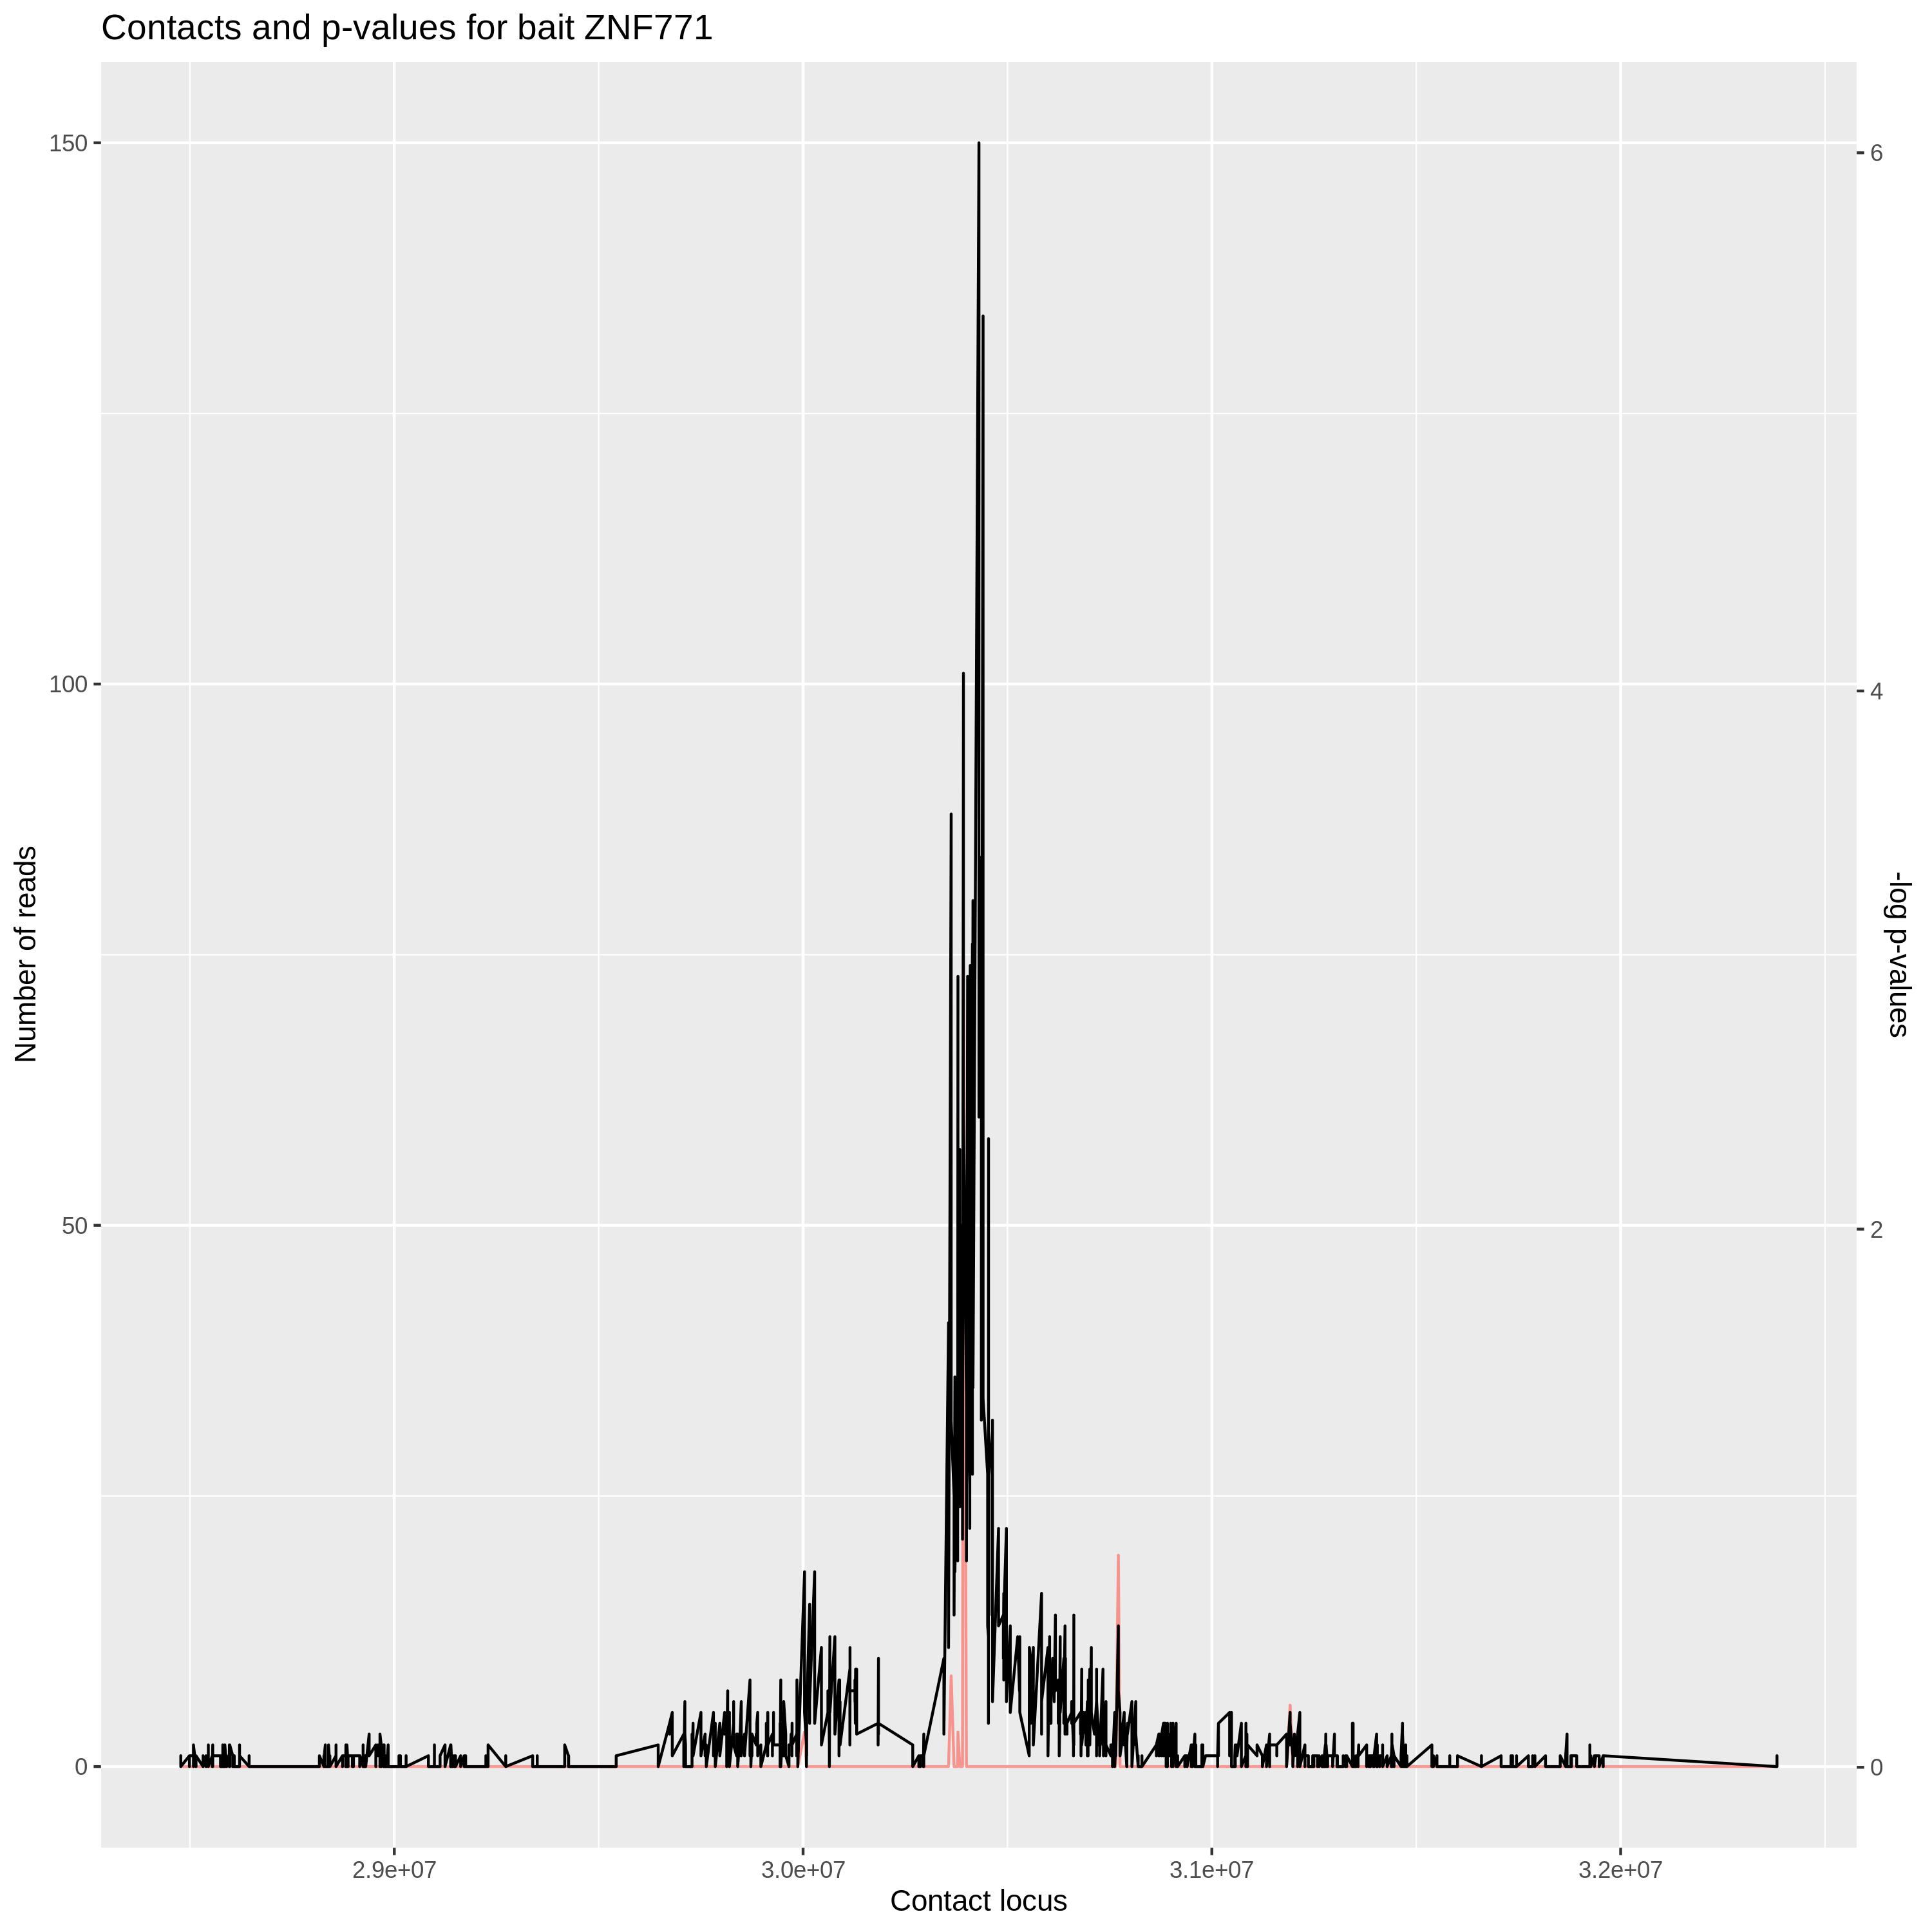 Contacts and p-values for bait ZNF771
150
100
50
0
Number of reads
6
4
2
0
-log p-values
2.9e+07
3.0e+07
3.1e+07
3.2e+07
Contact locus